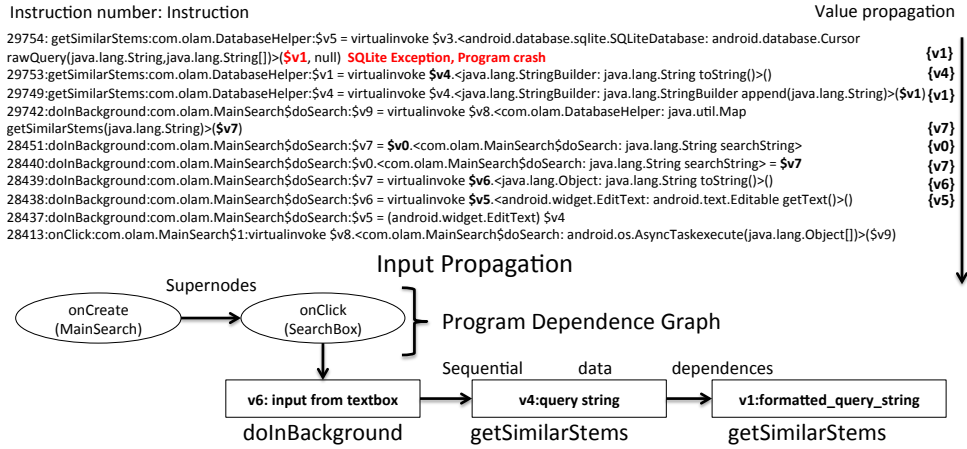 Instruction number: Instruction Value propagation
29754: getSimilarStems:com.olam.DatabaseHelper:$v5 = virtualinvoke $v3.<android.database.sqlite.SQLiteDatabase: android.database.Cursor
rawQuery(java.lang.String,java.lang.String[])>($v1, null) SQLite Exception, Program crash {v1}
29753:getSimilarStems:com.olam.DatabaseHelper:$v1 = virtualinvoke $v4.<java.lang.StringBuilder: java.lang.String toString()>() {v4}
29749:getSimilarStems:com.olam.DatabaseHelper:$v4 = virtualinvoke $v4.<java.lang.StringBuilder: java.lang.StringBuilder append(java.lang.String)>($v1) {v1}
29742:doInBackground:com.olam.MainSearch$doSearch:$v9 = virtualinvoke $v8.<com.olam.DatabaseHelper: java.util.Map
getSimilarStems(java.lang.String)>($v7) {v7}
28451:doInBackground:com.olam.MainSearch$doSearch:$v7 = $v0.<com.olam.MainSearch$doSearch: java.lang.String searchString> {v0}
28440:doInBackground:com.olam.MainSearch$doSearch:$v0.<com.olam.MainSearch$doSearch: java.lang.String searchString> = $v7 {v7}
28439:doInBackground:com.olam.MainSearch$doSearch:$v7 = virtualinvoke $v6.<java.lang.Object: java.lang.String toString()>() {v6}
28438:doInBackground:com.olam.MainSearch$doSearch:$v6 = virtualinvoke $v5.<android.widget.EditText: android.text.Editable getText()>() {v5}
28437:doInBackground:com.olam.MainSearch$doSearch:$v5 = (android.widget.EditText) $v4
28413:onClick:com.olam.MainSearch$1:virtualinvoke $v8.<com.olam.MainSearch$doSearch: android.os.AsyncTaskexecute(java.lang.Object[])>($v9)
Input Propagation
Supernodes
onCreate
(MainSearch)
onClick
(SearchBox)
Program Dependence Graph
Sequential data dependences
v6: input from textbox
v4:query string
v1:formatted_query_string
doInBackground getSimilarStems getSimilarStems